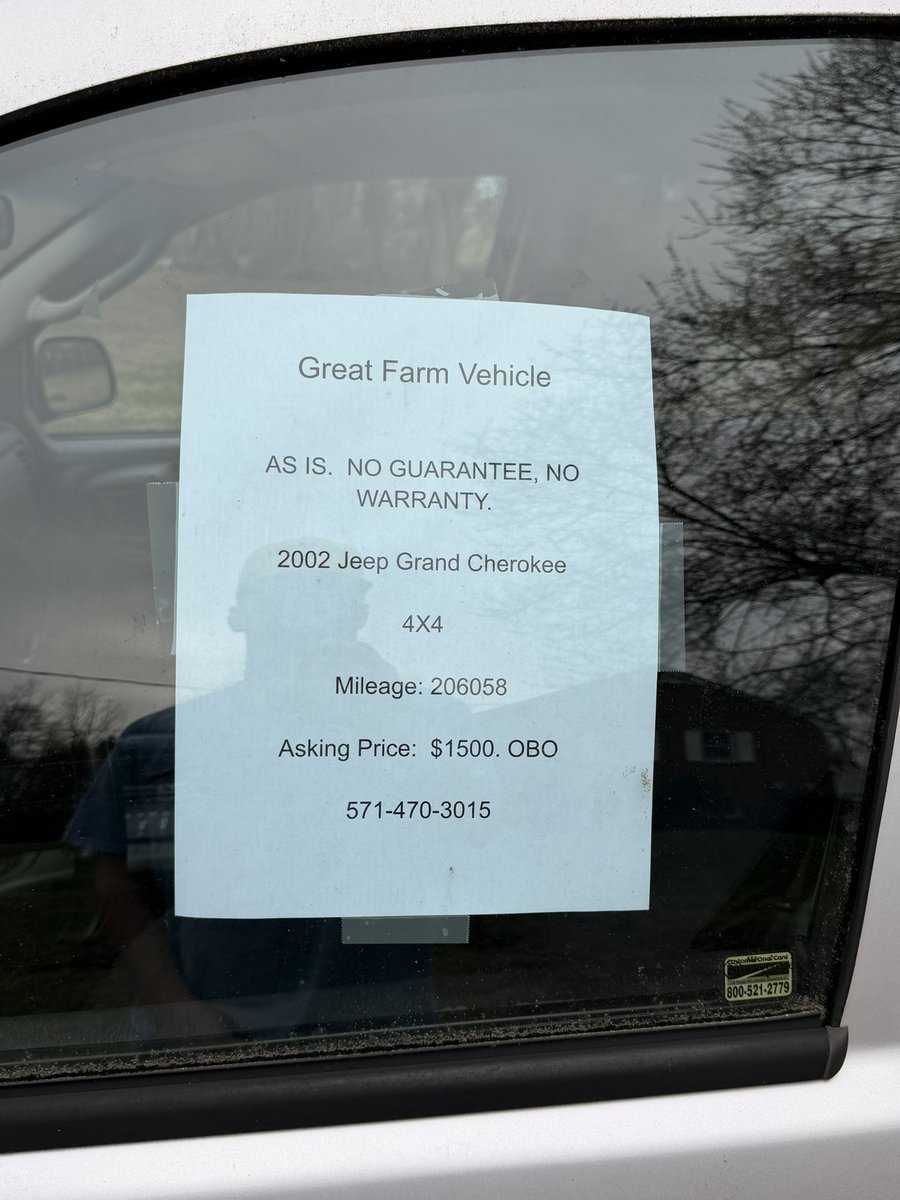 Great Farm Vehicle
AS IS. NO GUARANTEE, NO
WARRANTY.
2002 Jeep Grand Cherokee
4X4
Mileage: 206058
Asking Price: $1500. OBO
571-470-3015
800-521-2779